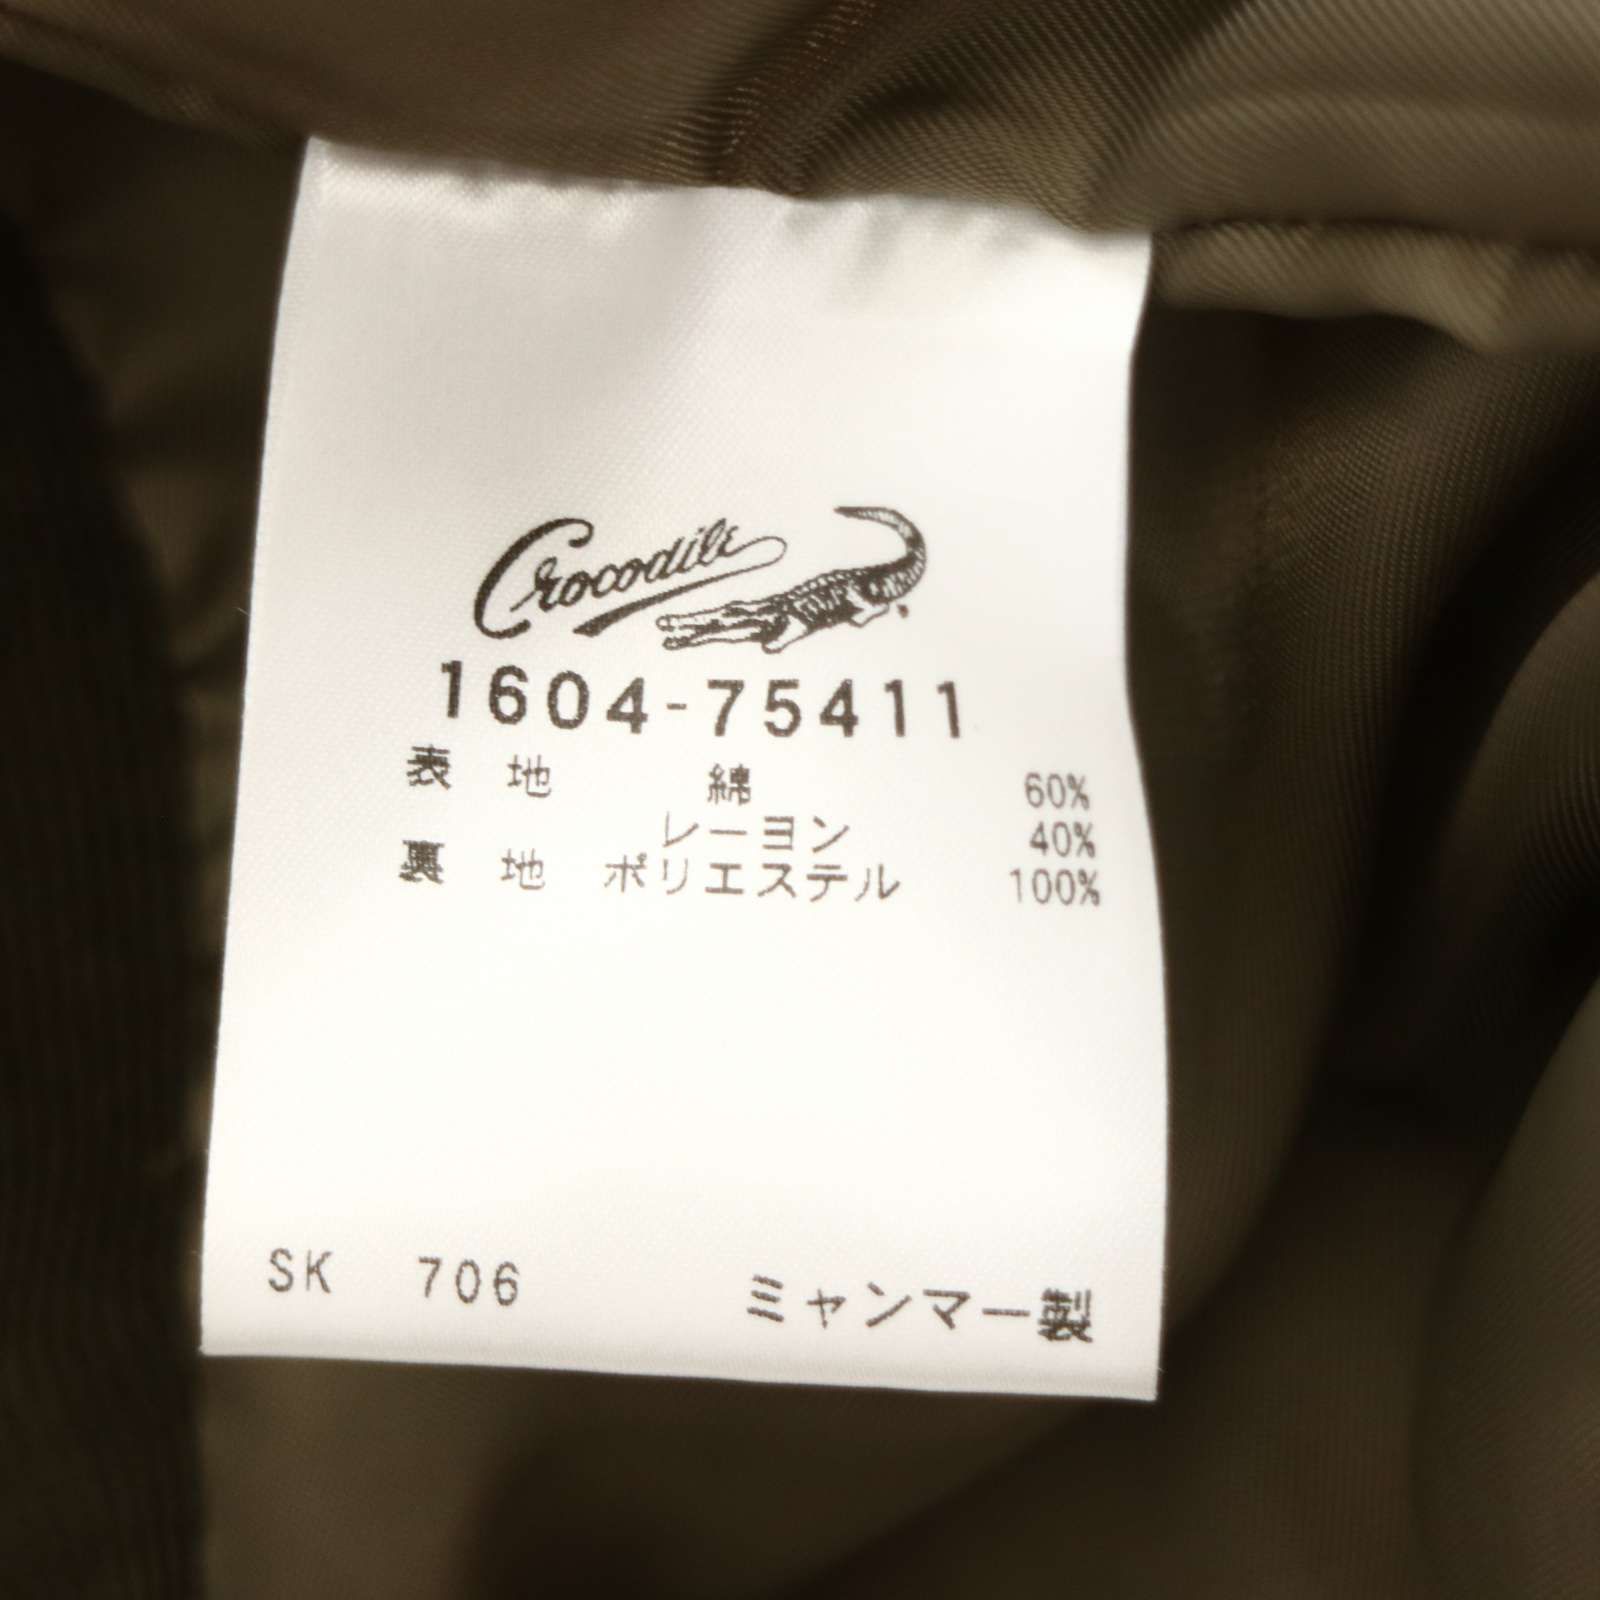 Crocodile
1604-75411
表 地 綿 60%
レーヨン 40%
裏 地 ポリエステル 100%
SK 706 ミャンマー製